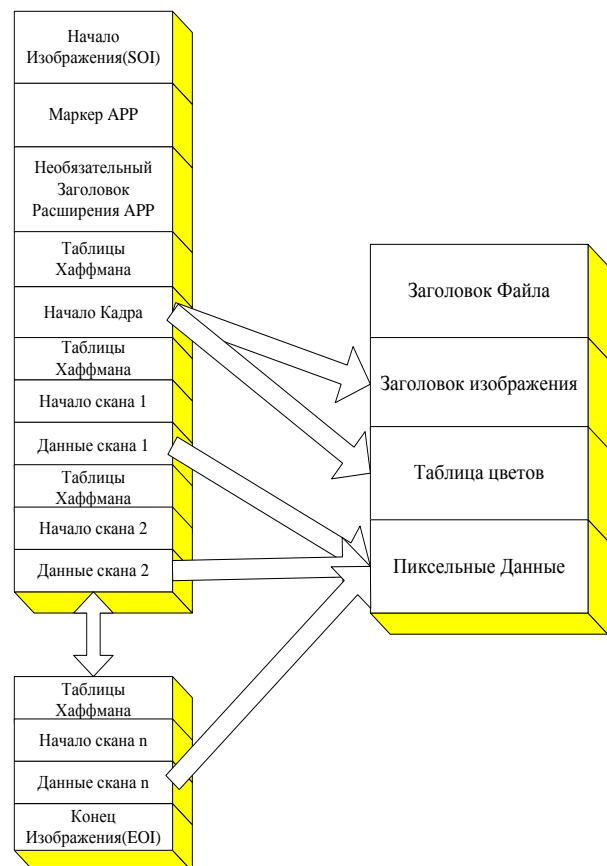 Начало
Изображения(SOI)
Маркер APP
Необязательный
Заголовок
Расширения APP
Таблицы
Хаффмана
Начало Кадра
Таблицы
Хаффмана
Начало скана 1
Данные скана 1
Таблицы
Хаффмана
Начало скана 2
Данные скана 2
Таблицы
Хаффмана
Начало скана n
Данные скана n
Конец
Изображения(EOI)
Заголовок Файла
Заголовок изображения
Таблица цветов
Пиксельные Данные